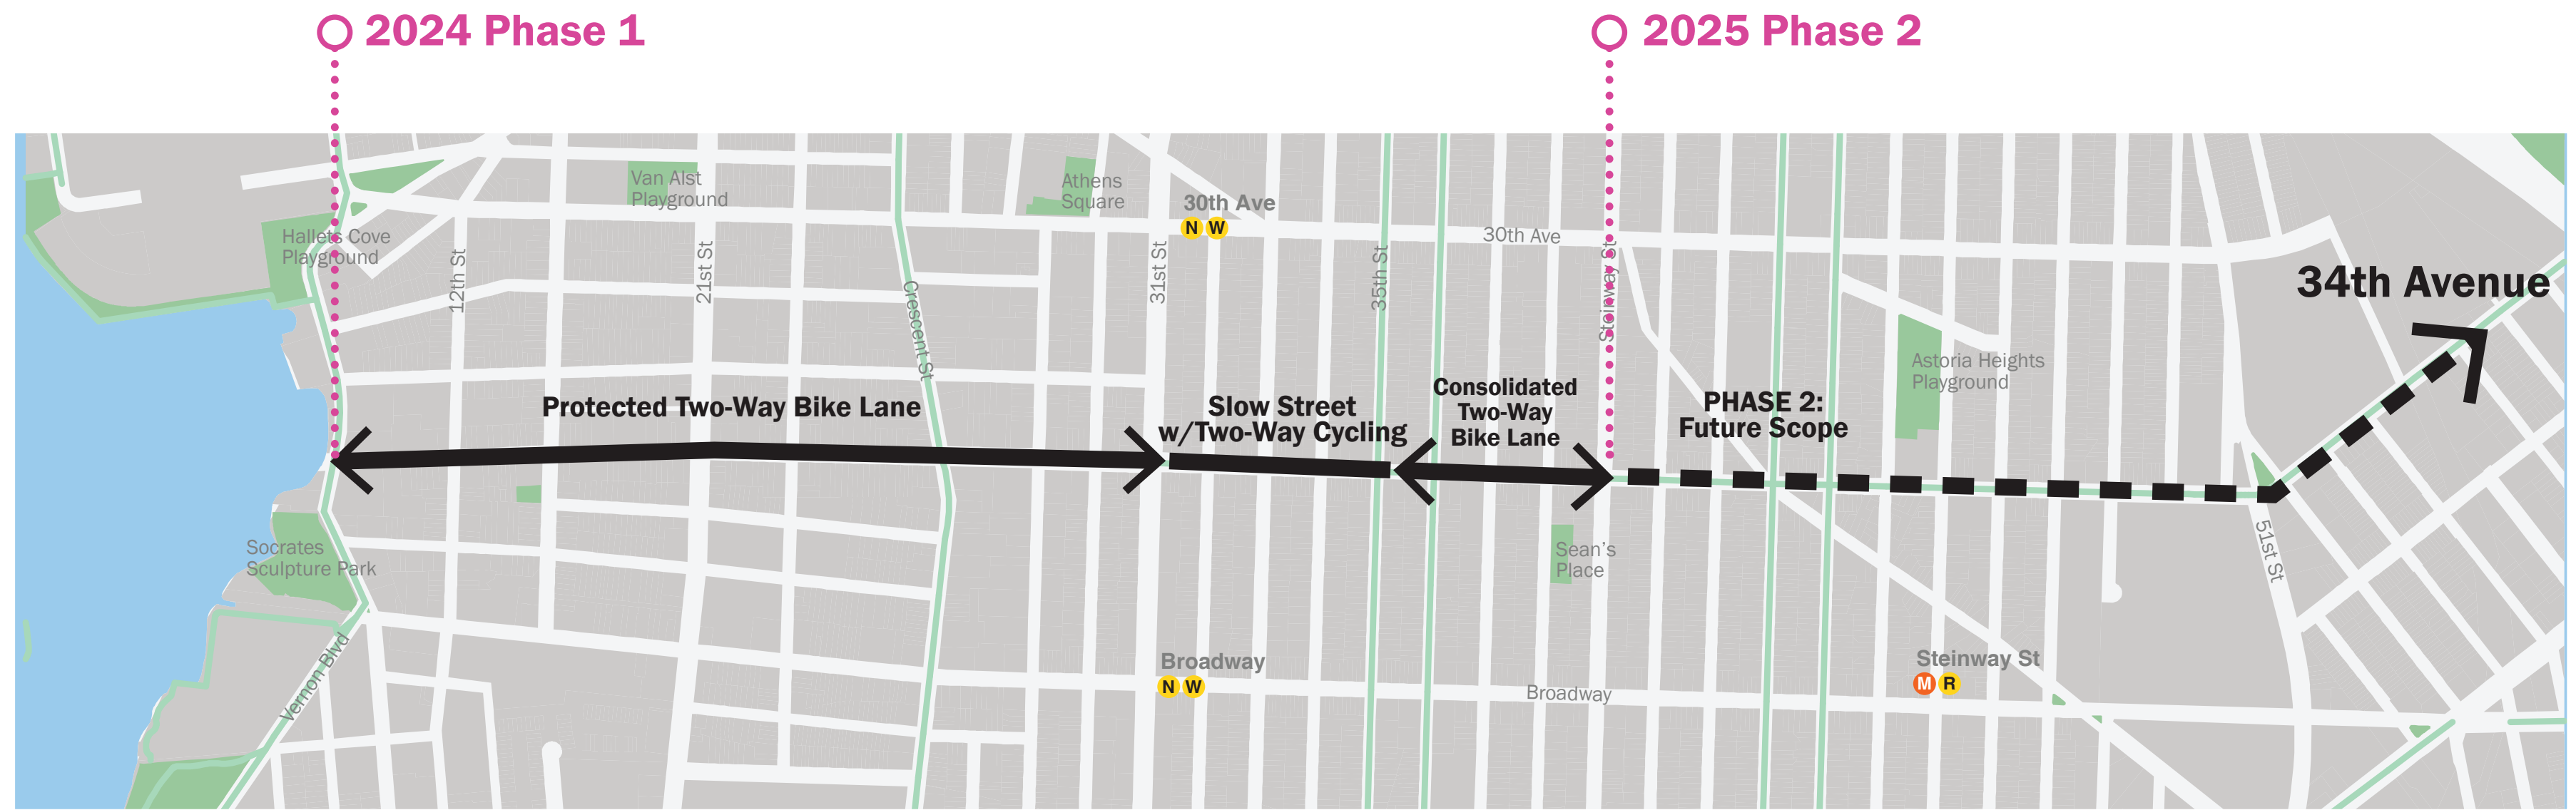 2024 Phase 1
2025 Phase 2
Van Alst
Playground
Athens
Square
30th Ave
N W
Hallets Cove
Playground
12th St
21st St
Crescent St
31st St
35th St
30th Ave
Steinway St
34th Avenue
Astoria Heights
Playground
Protected Two-Way Bike Lane
Slow Street
w/Two-Way Cycling
Consolidated
Two-Way
Bike Lane
PHASE 2:
Future Scope
Socrates
Sculpture Park
Sean's
Place
51st St
Vernon Blvd
Broadway
N W
Broadway
Steinway St
M R